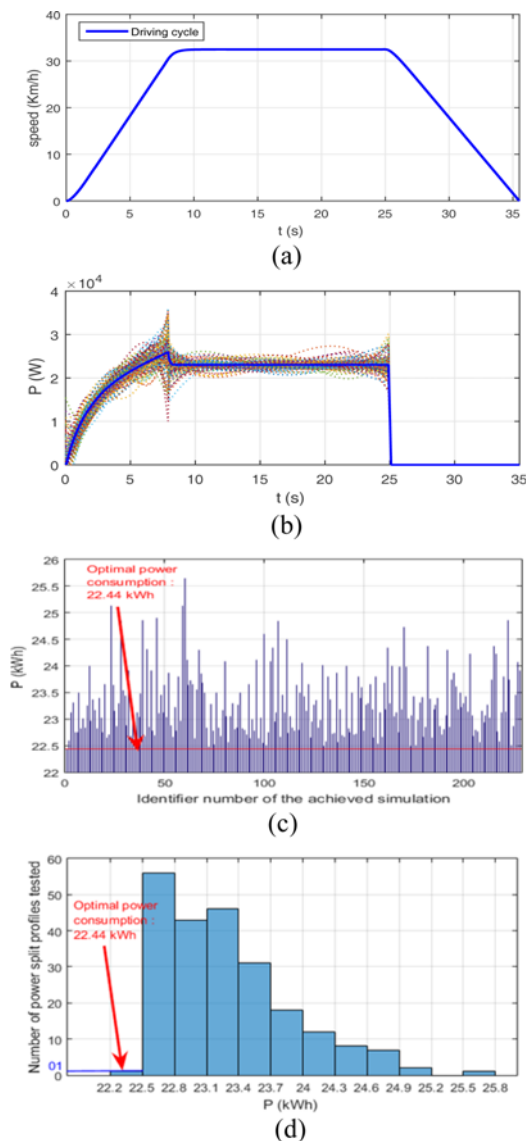 Driving cycle
40
30
20
10
0
speed (Km/h)
0 5 10 15 20 25 30 35
t (s)
(a)
× 10⁴
4
3
2
1
0
P (W)
0 5 10 15 20 25 30 35
t (s)
(b)
26
25.5
25
24.5
24
23.5
23
22.5
22
P (kWh)
Optimal power
consumption :
22.44 kWh
0 50 100 150 200
Identifier number of the achieved simulation
(c)
60
50
40
30
20
10
01
Number of power split profiles tested
Optimal power
consumption :
22.44 kWh
22.2 22.5 22.8 23.1 23.4 23.7 24 24.3 24.6 24.9 25.2 25.5 25.8
P (kWh)
(d)